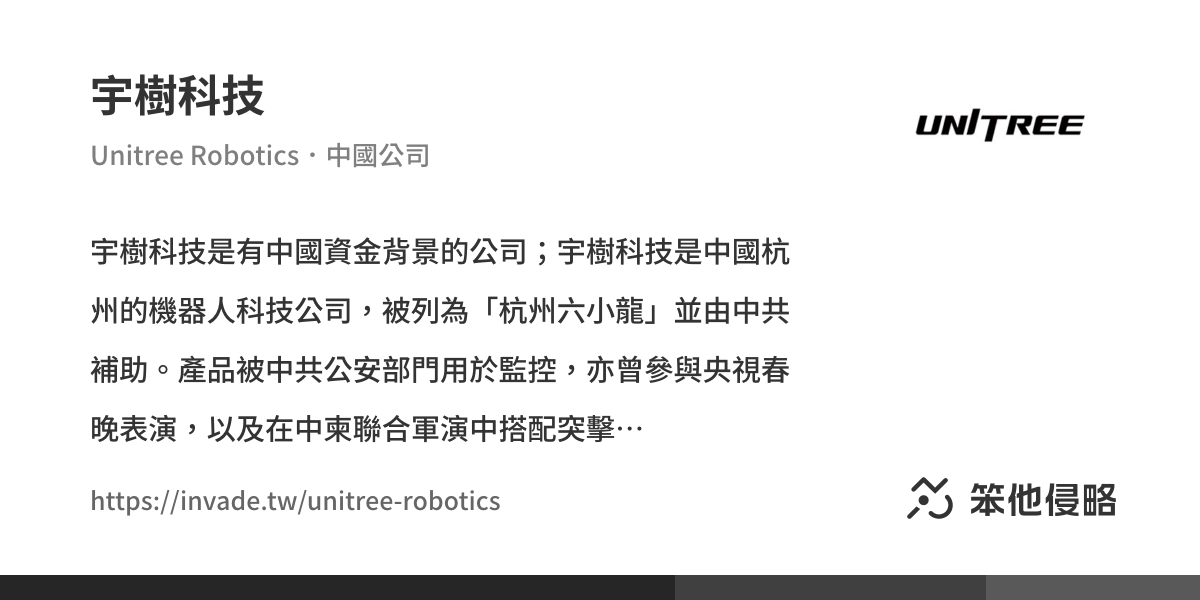 宇樹科技
UNITREE
Unitree Robotics・中國公司
宇樹科技是有中國資金背景的公司；宇樹科技是中國杭
州的機器人科技公司，被列為「杭州六小龍」並由中共
補助。產品被中共公安部門用於監控，亦曾參與央視春
晚表演，以及在中柬聯合軍演中搭配突擊…
https://invade.tw/unitree-robotics
笨他侵略